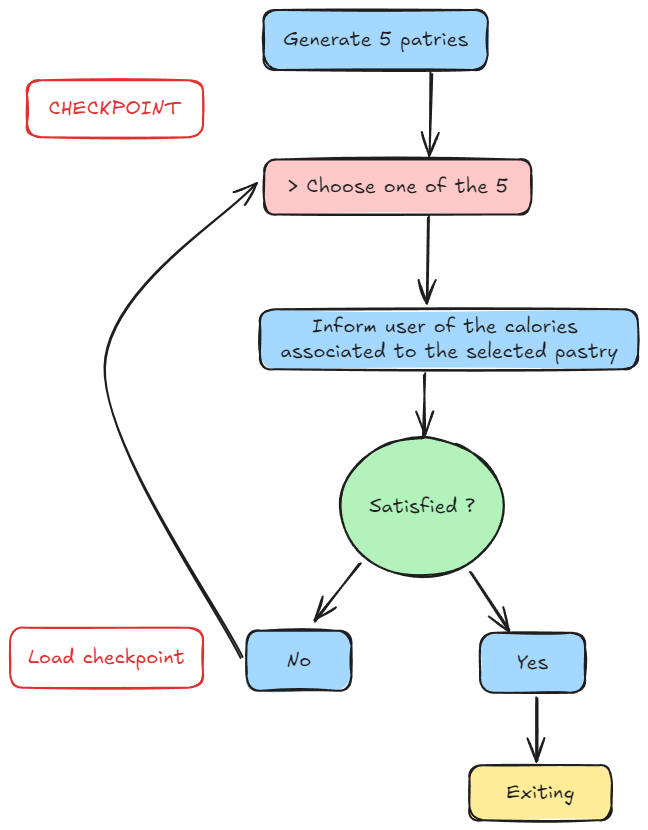 Generate 5 patries
CHECKPOINT
> Choose one of the 5
Inform user of the calories
associated to the selected pastry
Satisfied ?
Load checkpoint
No
Yes
Exiting